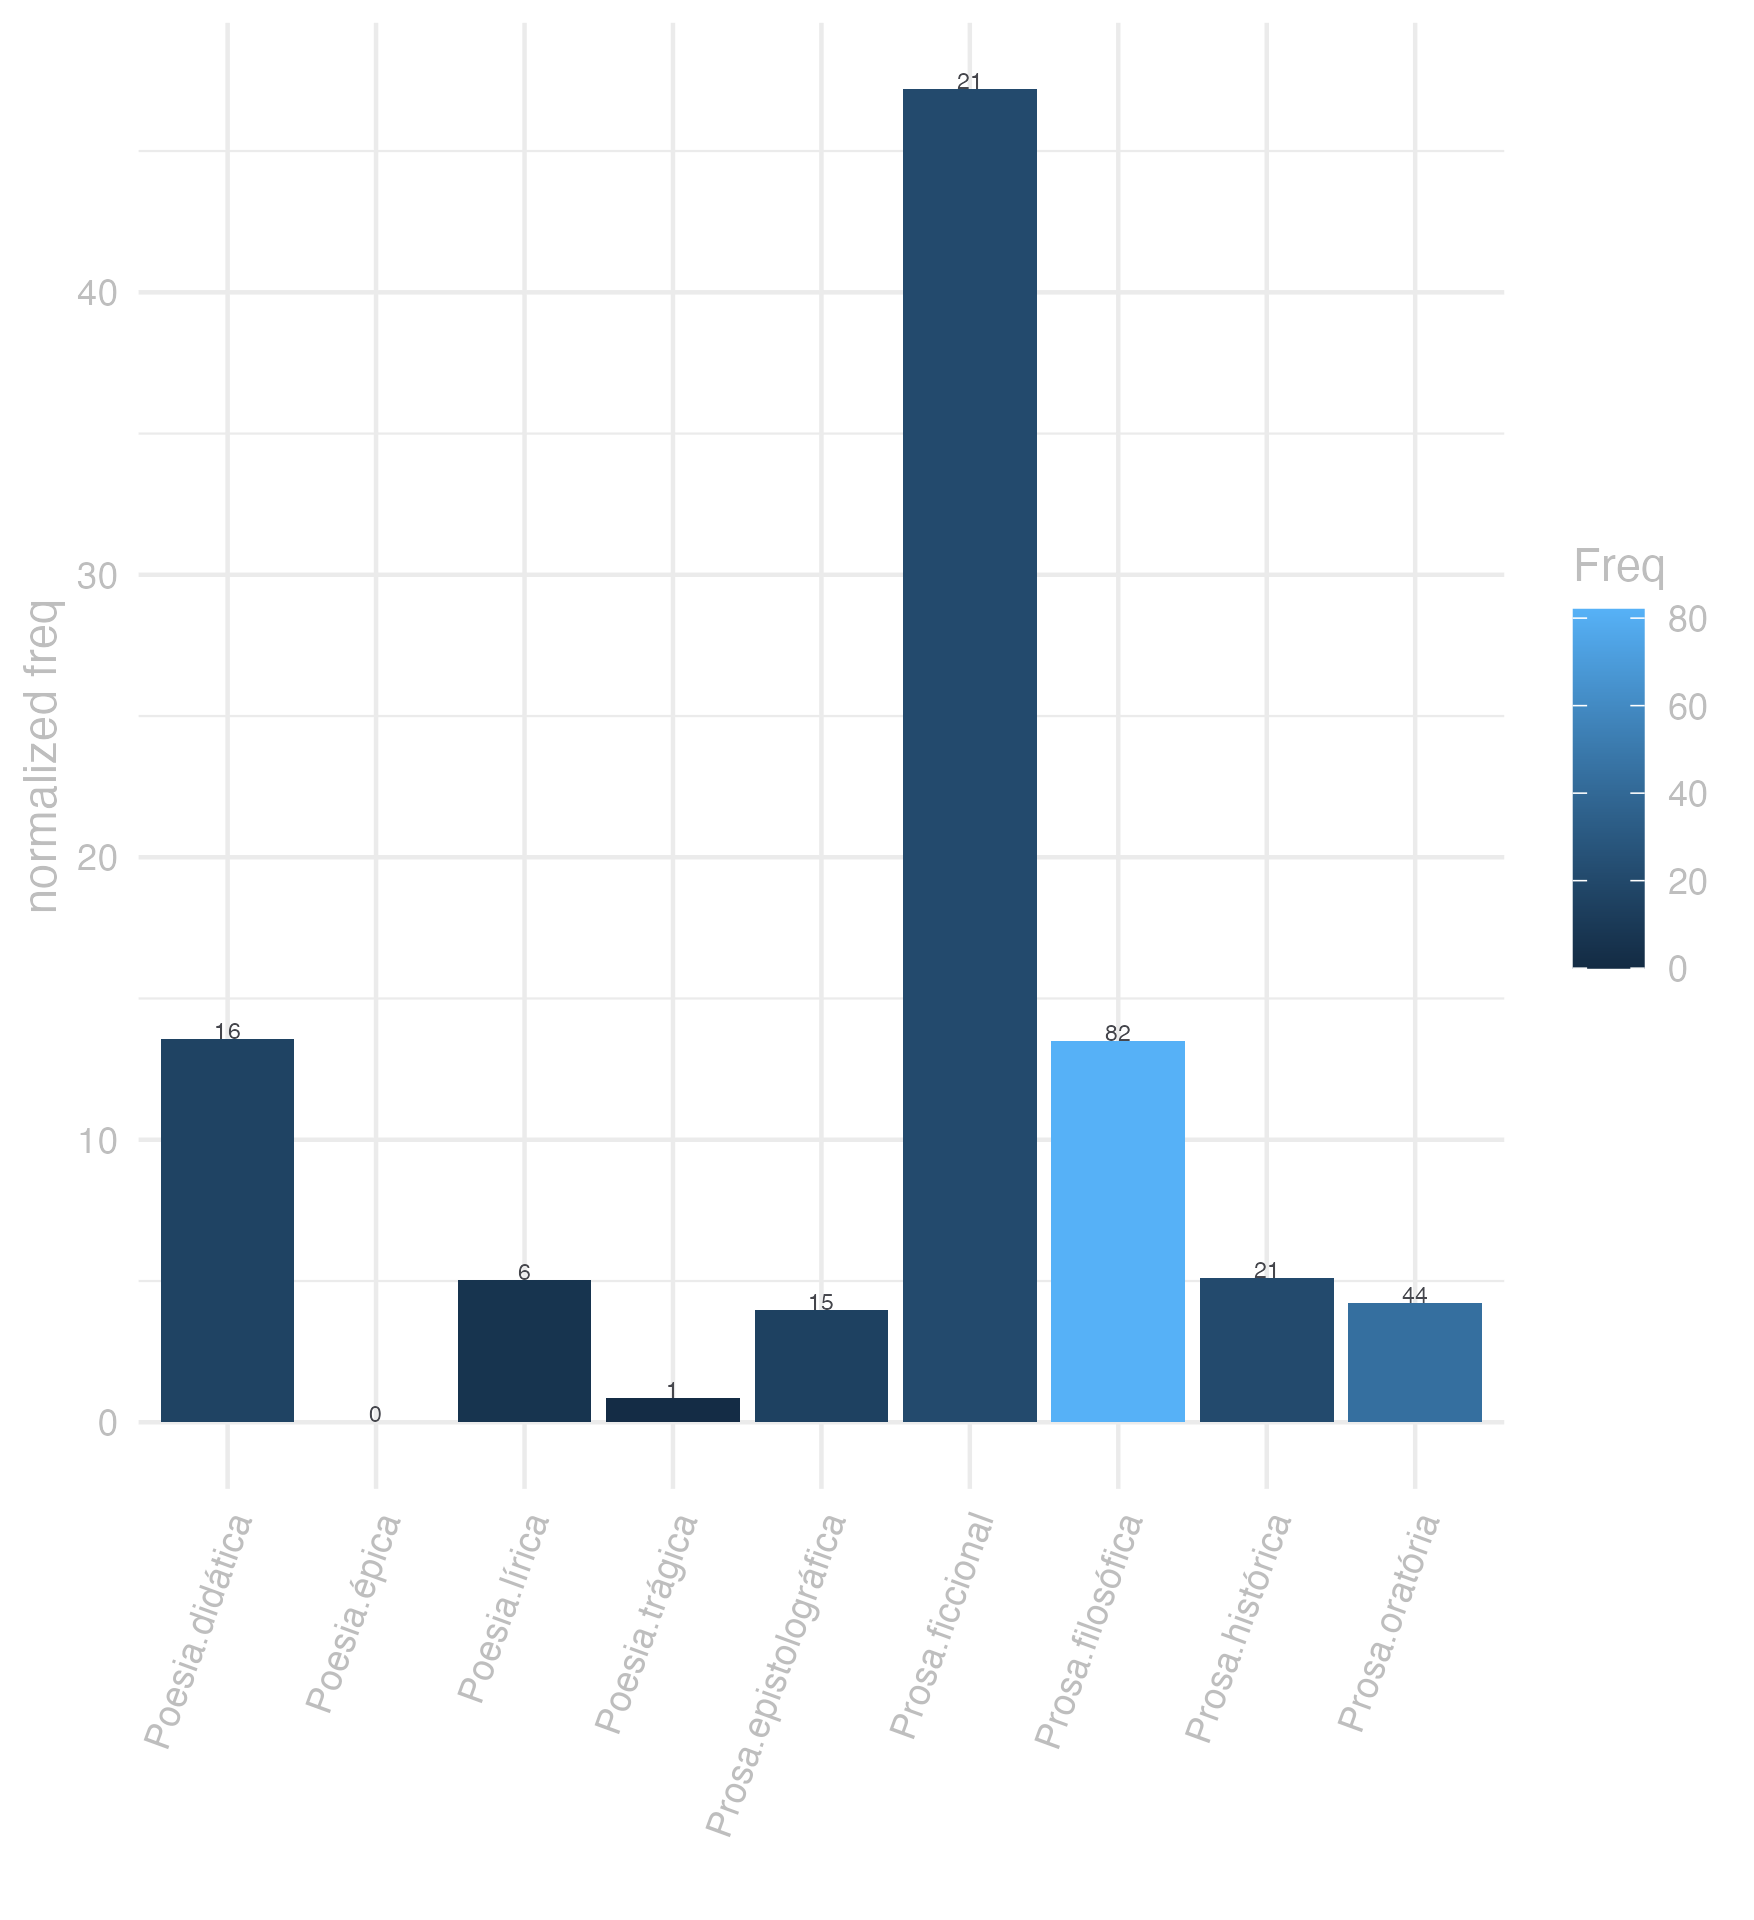 normalized freq
40
30
20
10
0
16
0
6
1
15
21
82
21
44
Poesia.didática
Poesia.épica
Poesia.lírica
Poesia.trágica
Prosa.epistolográfica
Prosa.ficcional
Prosa.filosófica
Prosa.histórica
Prosa.oratória
Freq
80
60
40
20
0